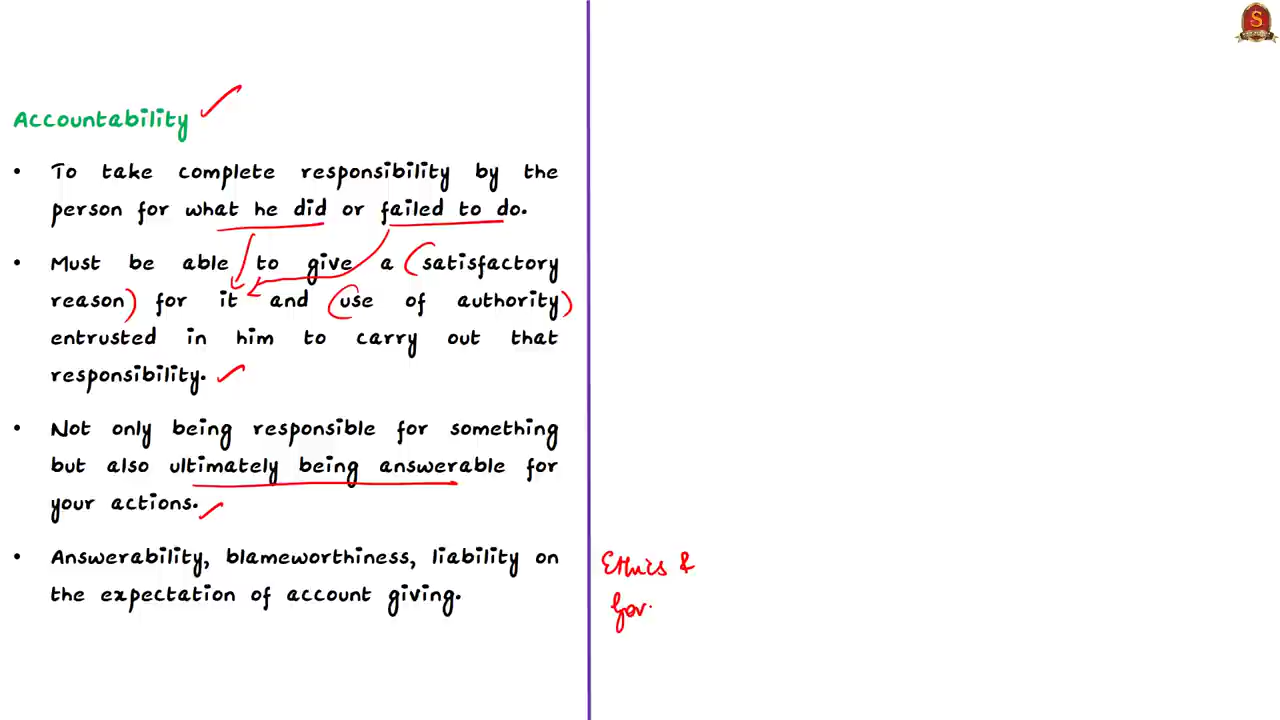 Accountability
• To take complete responsibility by the
person for what he did or failed to do.
• Must be able to give a (satisfactory
reason) for it and (use of authority)
entrusted in him to carry out that
responsibility.
• Not only being responsible for something
but also ultimately being answerable for
your actions.
• Answerability, blameworthiness, liability on
the expectation of account giving.
Ethics &
Gov.
S